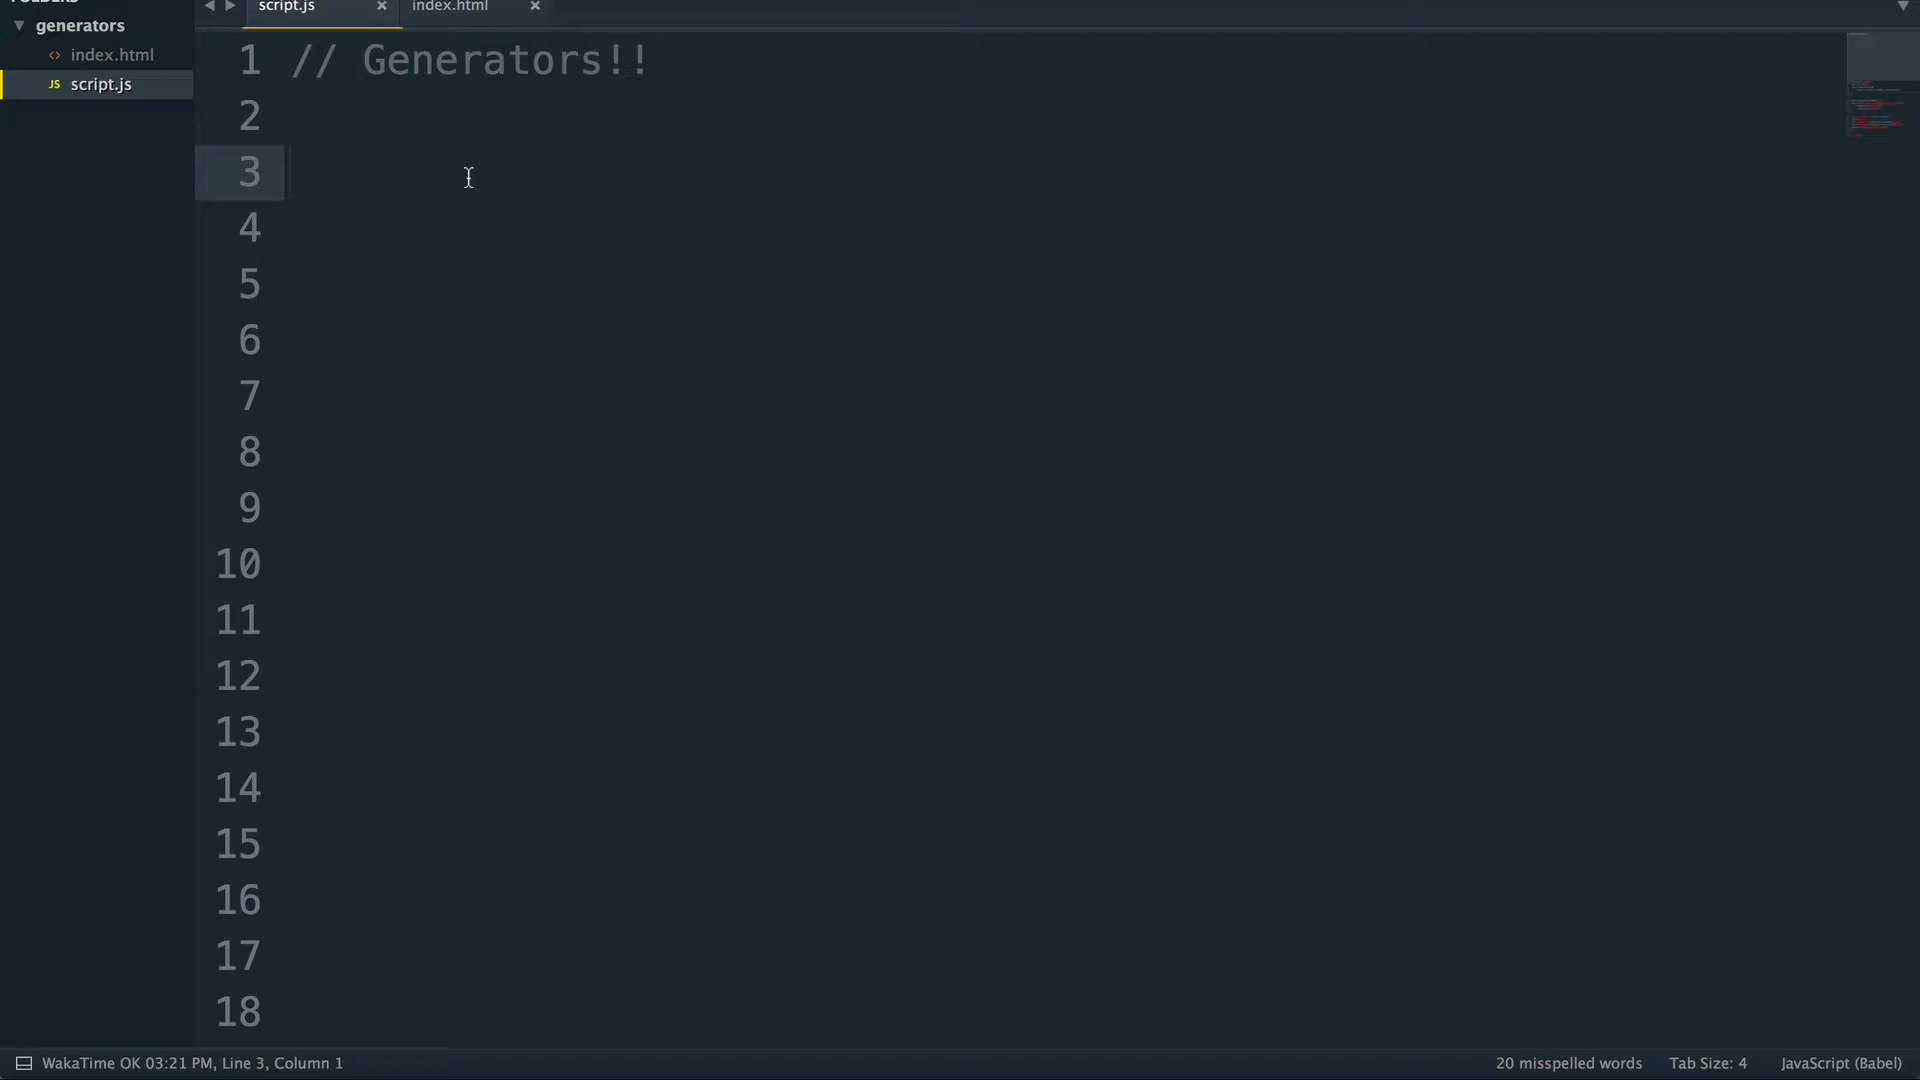 FOLDERS
generators
<> index.html
JS script.js
script.js ×
index.html ×
1 // Generators!!
2
3
4
5
6
7
8
9
10
11
12
13
14
15
16
17
18
WakaTime OK 03:21 PM, Line 3, Column 1
20 misspelled words
Tab Size: 4
JavaScript (Babel)